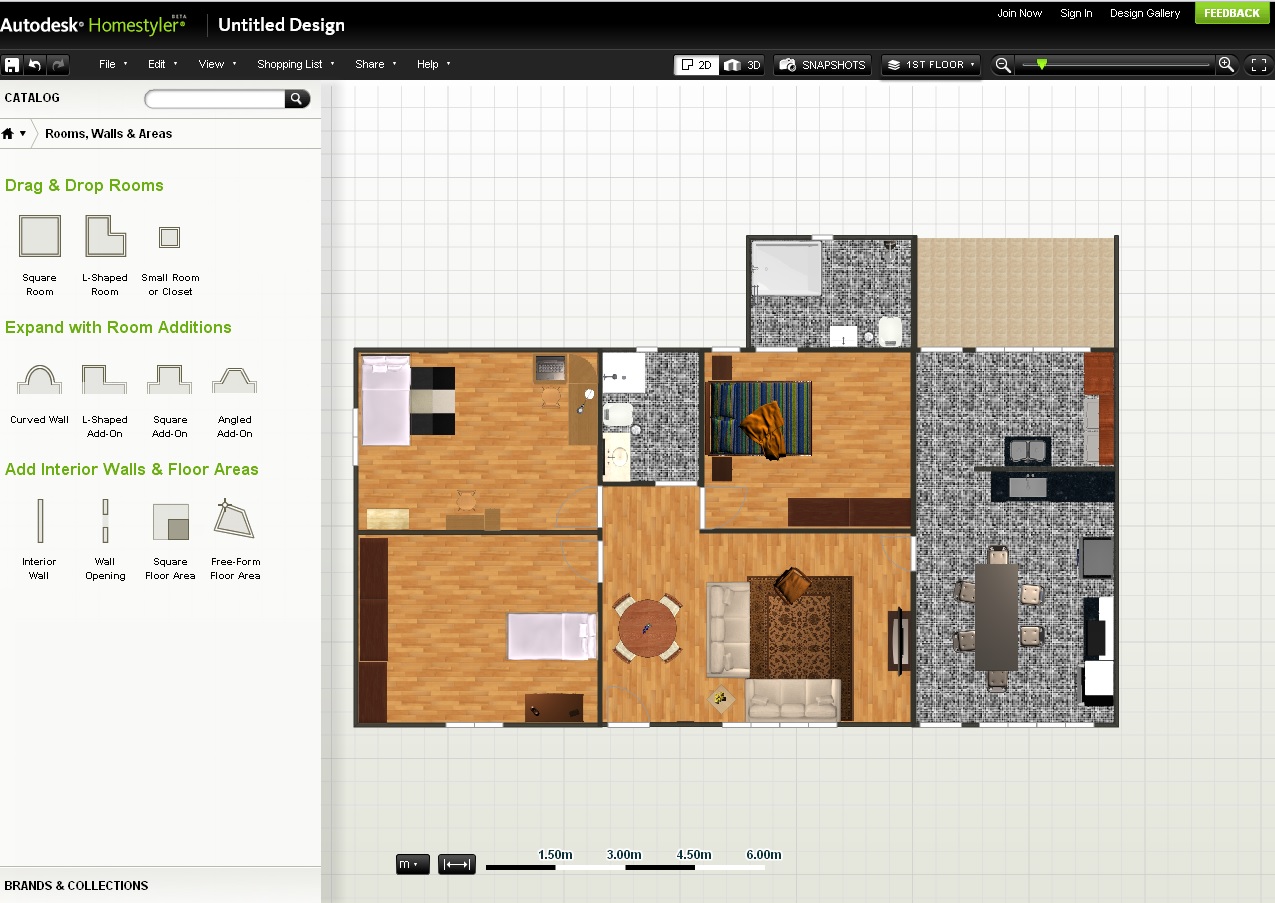 Autodesk® Homestyler® BETA
Untitled Design
Join Now
Sign In
Design Gallery
FEEDBACK
File
Edit
View
Shopping List
Share
Help
2D
3D
SNAPSHOTS
1ST FLOOR
CATALOG
Rooms, Walls & Areas
Drag & Drop Rooms
Square
Room
L-Shaped
Room
Small Room
or Closet
Expand with Room Additions
Curved Wall
L-Shaped
Add-On
Square
Add-On
Angled
Add-On
Add Interior Walls & Floor Areas
Interior
Wall
Wall
Opening
Square
Floor Area
Free-Form
Floor Area
m
1.50m
3.00m
4.50m
6.00m
BRANDS & COLLECTIONS